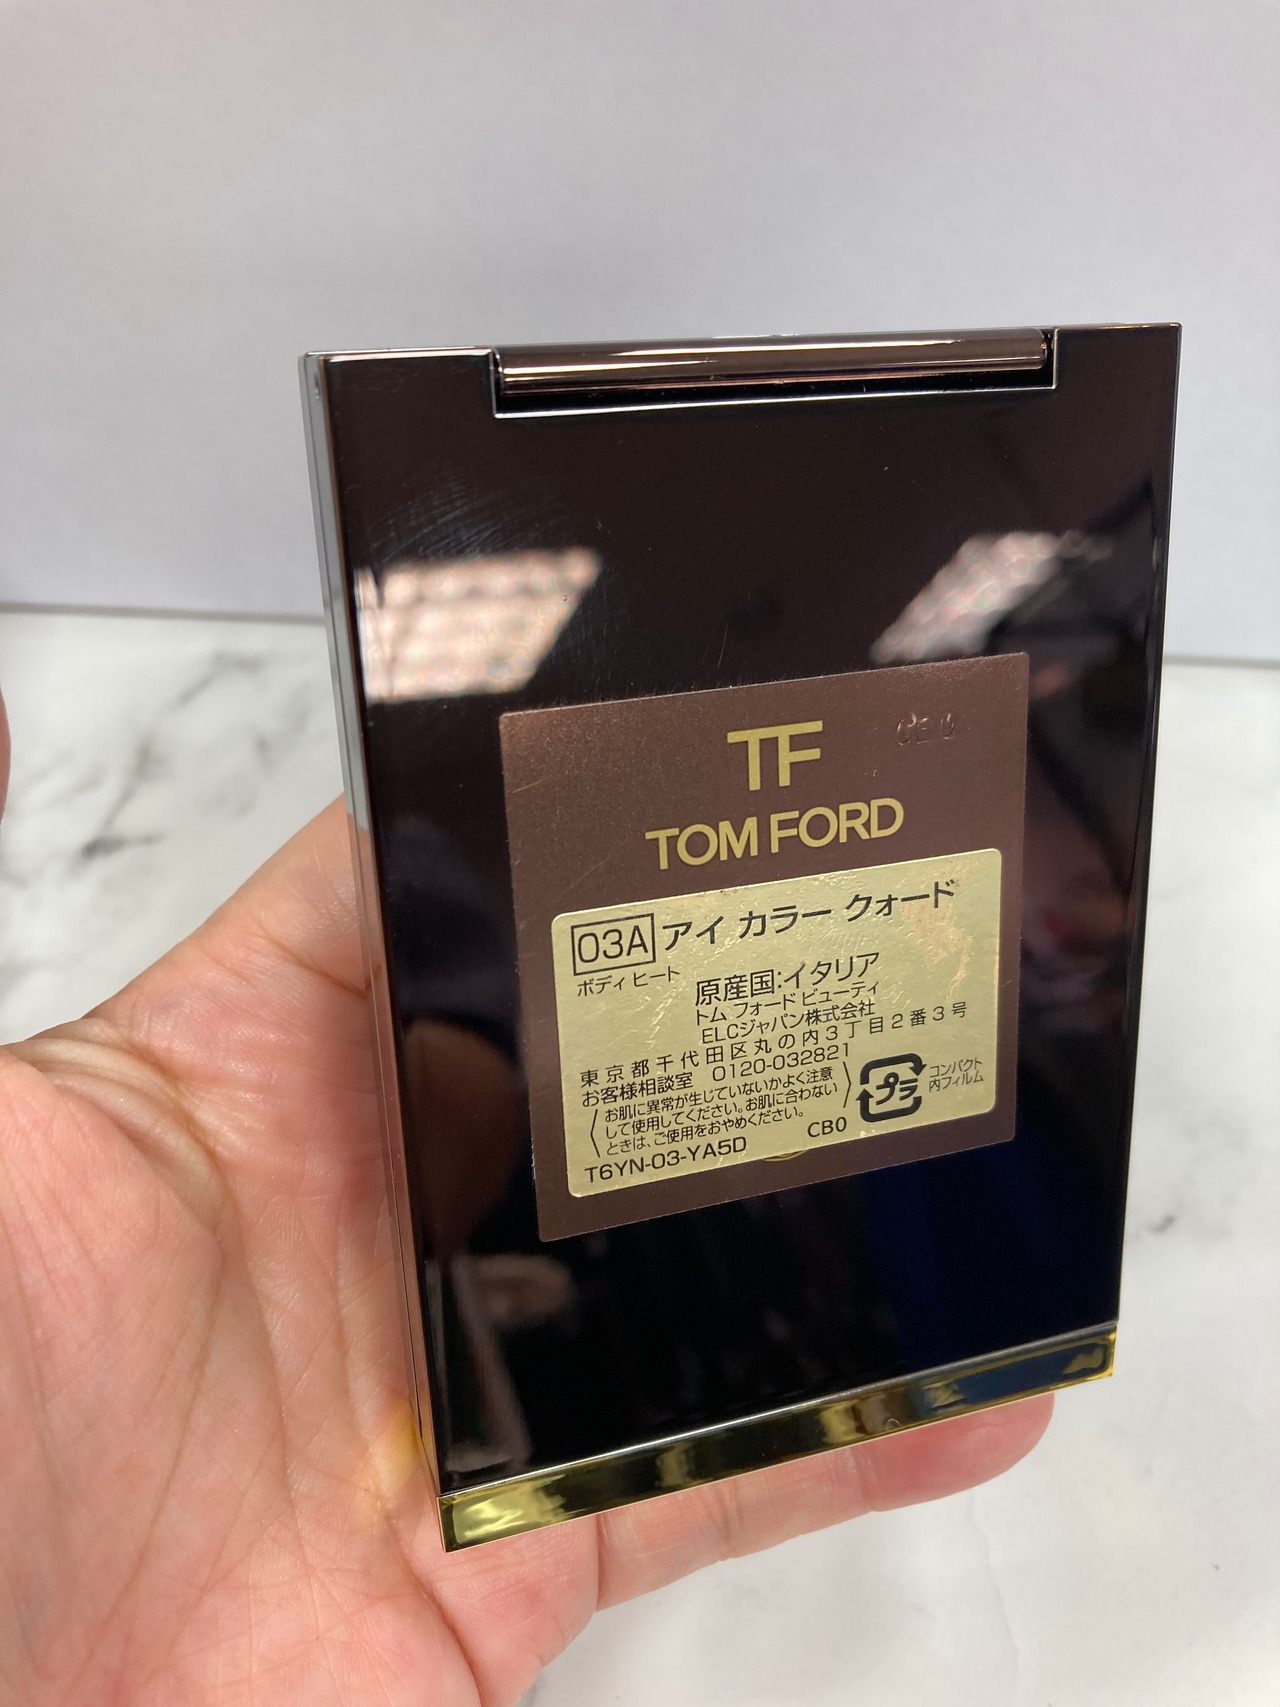 TF
TOM FORD
03A アイ カラー クォード
ボディ ヒート
原産国:イタリア
トム フォード ビューティ
ELCジャパン株式会社
東京都千代田区丸の内3丁目2番3号
お客様相談室 0120-032821
お肌に異常が生じていないかよく注意
して使用してください。お肌に合わない
ときは、ご使用をおやめください。
プラ
コンパクト
内フィルム
T6YN-03-YA5D
CB0